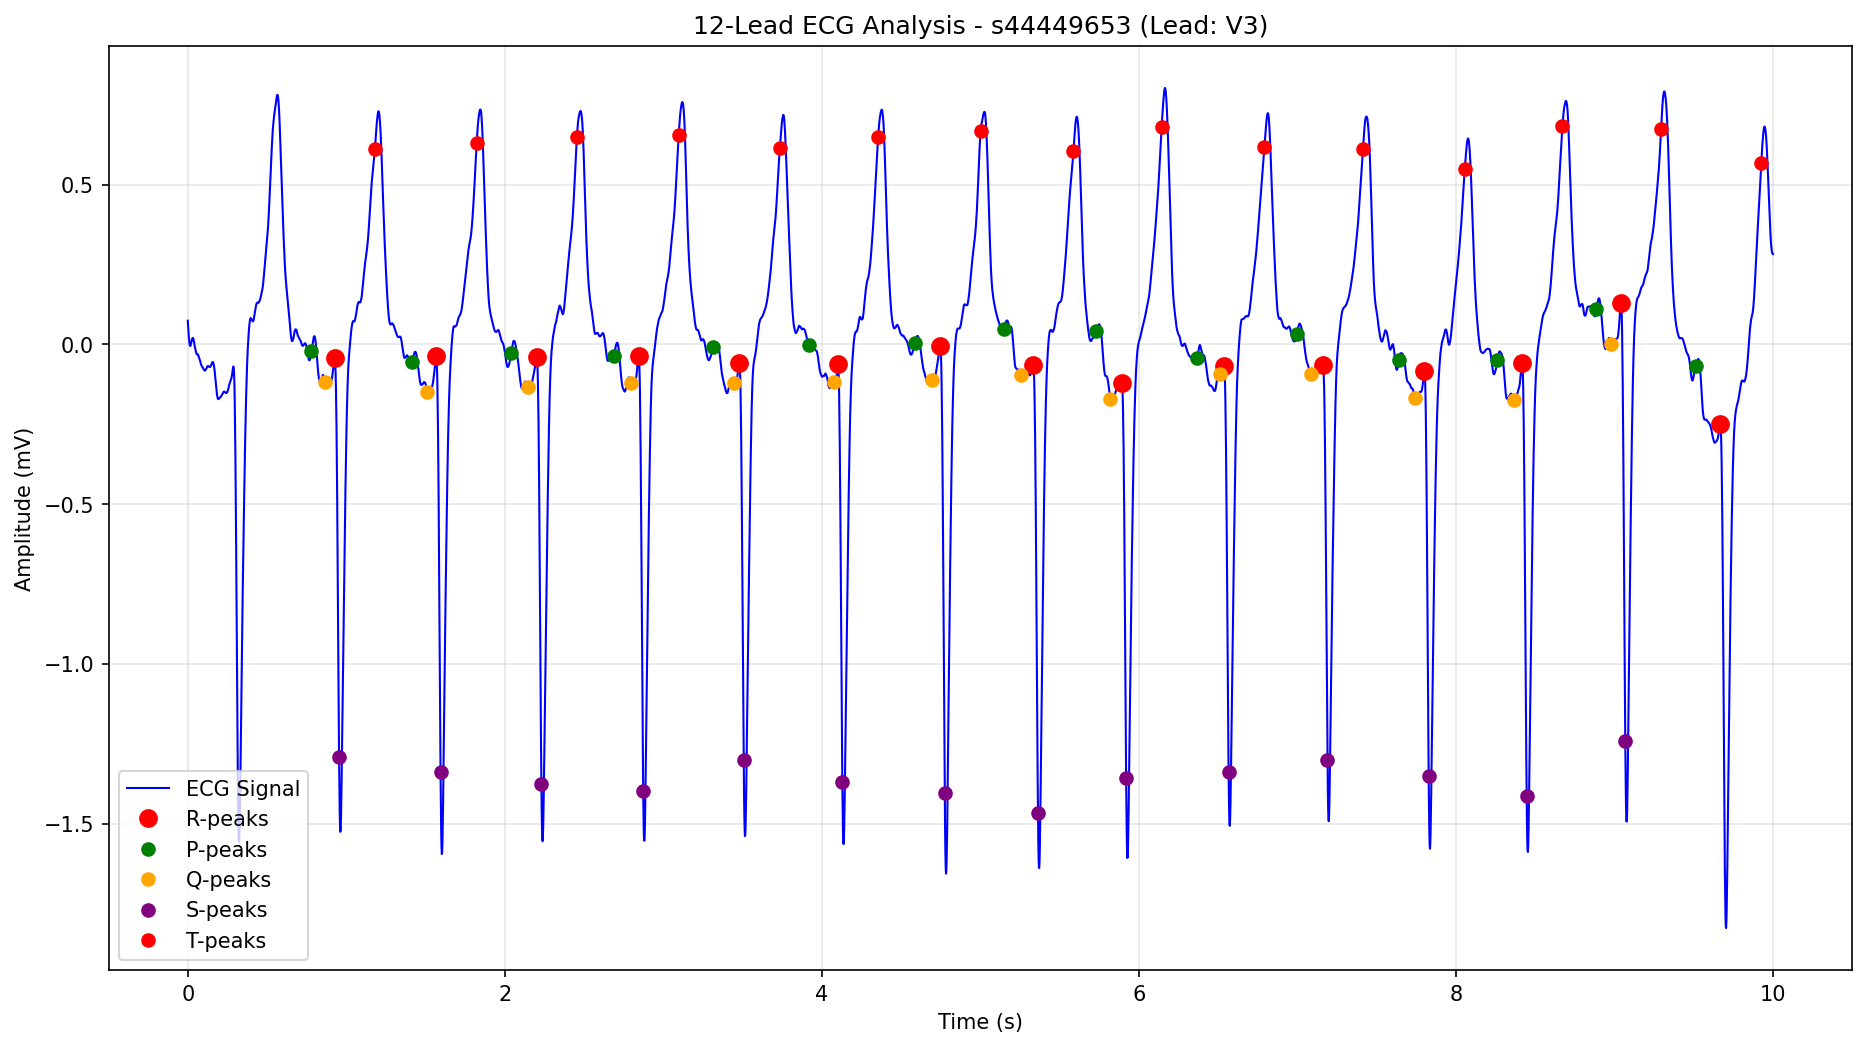 12-Lead ECG Analysis - s44449653 (Lead: V3)
Amplitude (mV)
0.5
0.0
−0.5
−1.0
−1.5
ECG Signal
R-peaks
P-peaks
Q-peaks
S-peaks
T-peaks
0 2 4 6 8 10
Time (s)